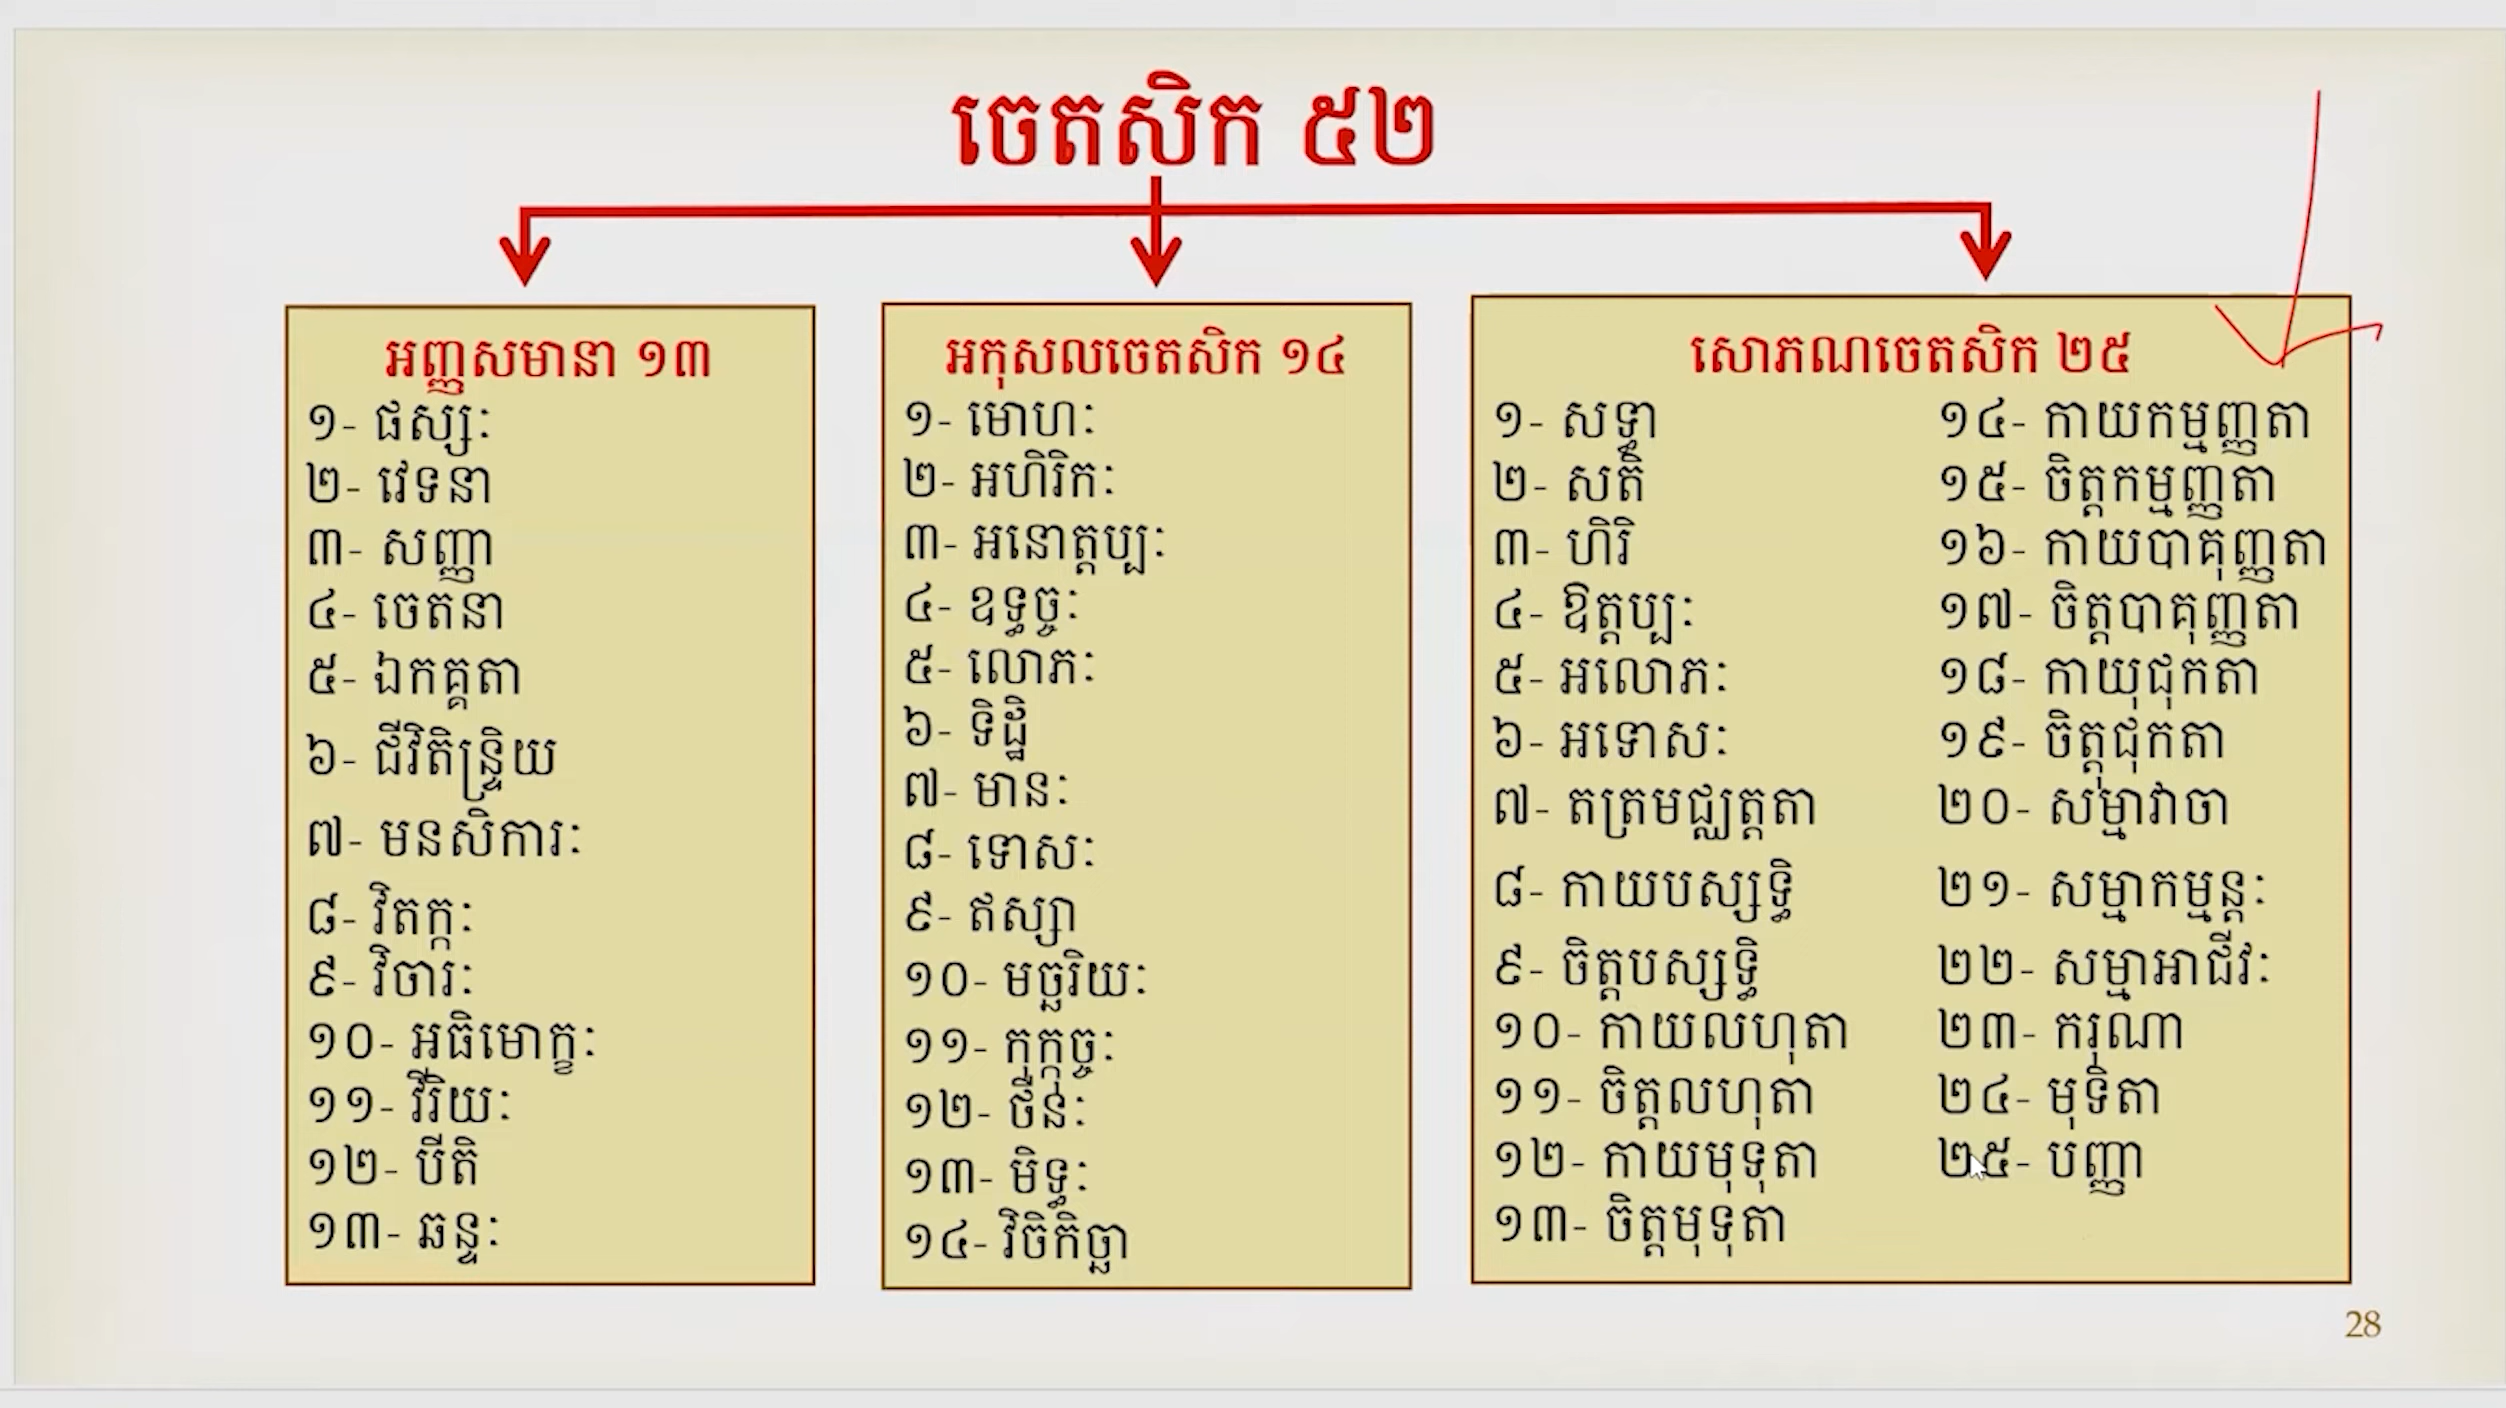 ចេតសិក ៥២
អញ្ញសមានា ១៣
១- ផស្សៈ
២- វេទនា
៣- សញ្ញា
៤- ចេតនា
៥- ឯកគ្គតា
៦- ជីវិតិន្ទ្រិយ
៧- មនសិការៈ
៨- វិតក្កៈ
៩- វិចារៈ
១០- អធិមោក្ខៈ
១១- វីរិយៈ
១២- បីតិ
១៣- ឆន្ទៈ
អកុសលចេតសិក ១៤
១- មោហៈ
២- អហិរិកៈ
៣- អនោត្តប្បៈ
៤- ឧទ្ធច្ចៈ
៥- លោភៈ
៦- ទិដ្ឋិ
៧- មានៈ
៨- ទោសៈ
៩- ឥស្សា
១០- មច្ឆរិយៈ
១១- កុក្កុច្ចៈ
១២- ថីនៈ
១៣- មិទ្ធៈ
១៤- វិចិកិច្ឆា
សោភណចេតសិក ២៥
១- សទ្ធា
២- សតិ
៣- ហិរិ
៤- ឱត្តប្បៈ
៥- អលោភៈ
៦- អទោសៈ
៧- តត្រមជ្ឈត្តតា
៨- កាយបស្សទ្ធិ
៩- ចិត្តបស្សទ្ធិ
១០- កាយលហុតា
១១- ចិត្តលហុតា
១២- កាយមុទុតា
១៣- ចិត្តមុទុតា
១៤- កាយកម្មញ្ញតា
១៥- ចិត្តកម្មញ្ញតា
១៦- កាយបាគុញ្ញតា
១៧- ចិត្តបាគុញ្ញតា
១៨- កាយុជុកតា
១៩- ចិត្តុជុកតា
២០- សម្មាវាចា
២១- សម្មាកម្មន្តៈ
២២- សម្មាអាជីវៈ
២៣- ករុណា
២៤- មុទិតា
២៥- បញ្ញា
28